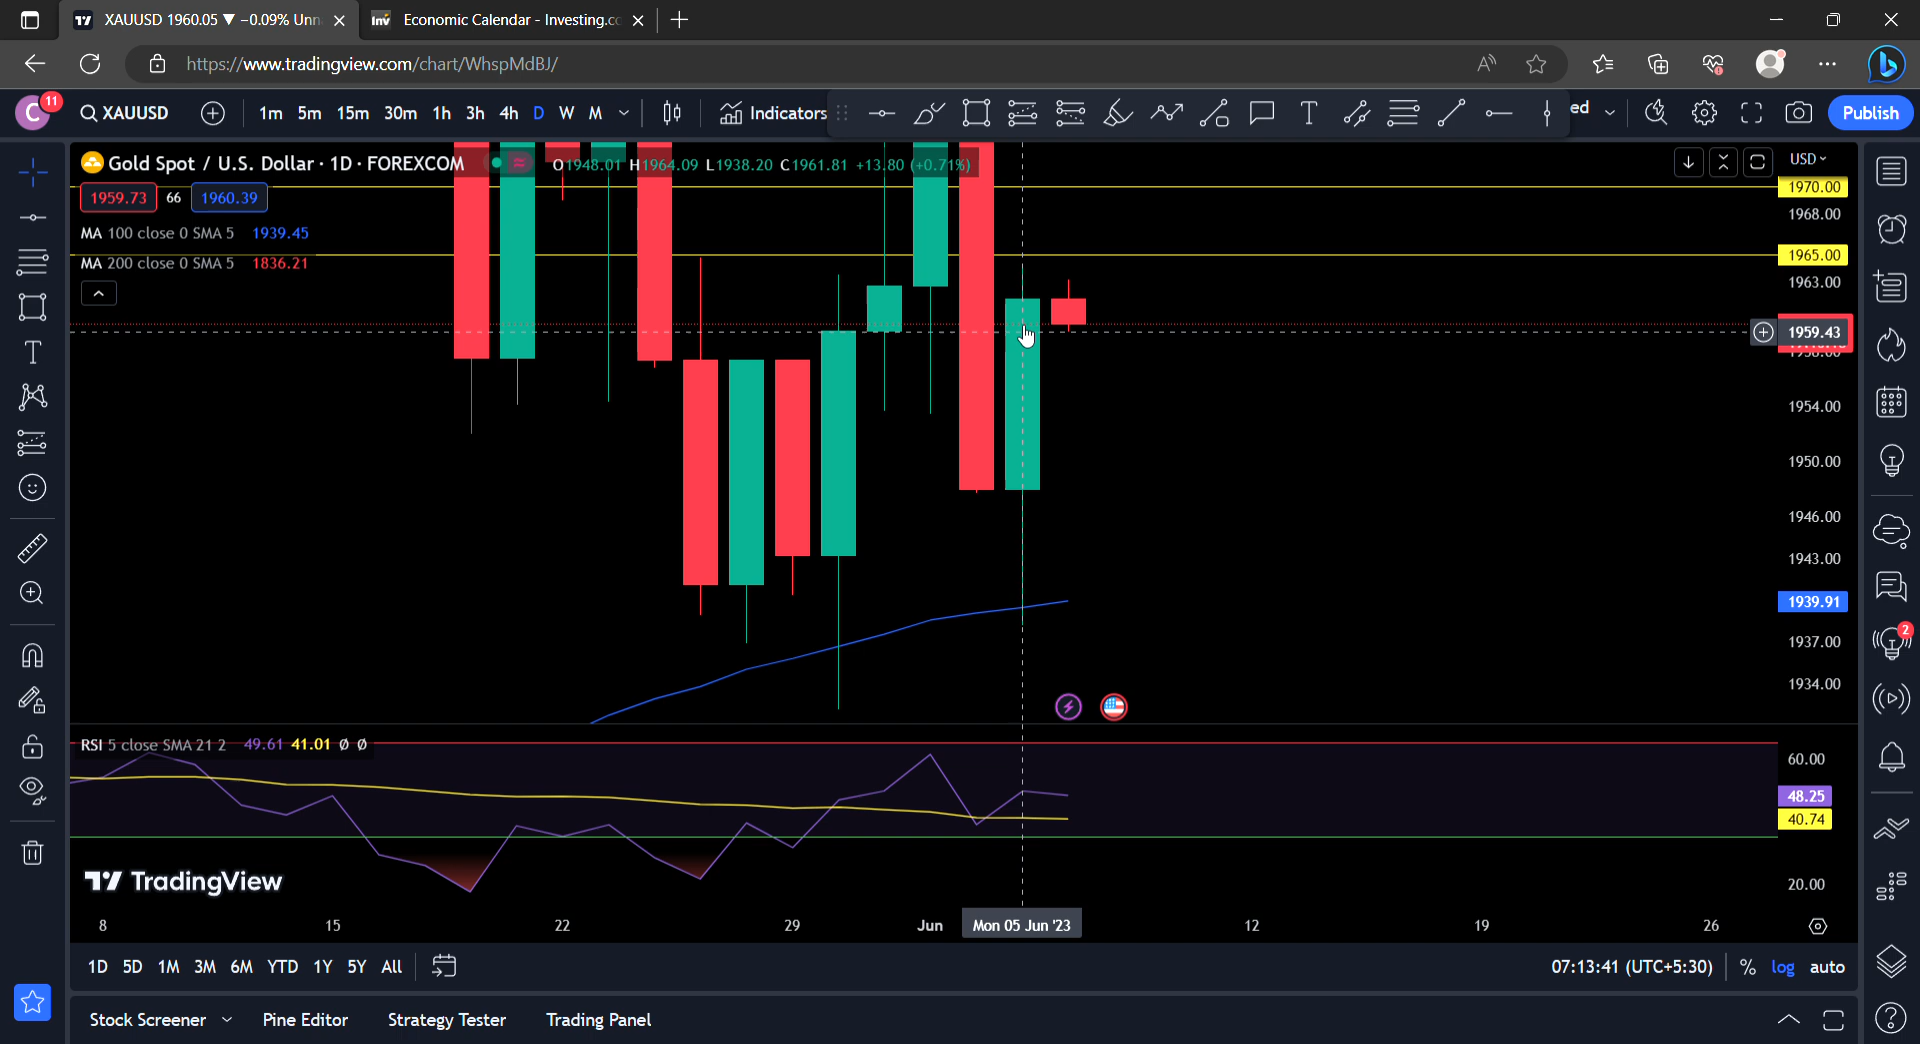 XAUUSD 1960.05 ▼ −0.09% Unn
Economic Calendar - Investing.co
https://www.tradingview.com/chart/WhspMdBJ/
C 11 XAUUSD 1m 5m 15m 30m 1h 3h 4h D W M Indicators T ed Publish
Gold Spot / U.S. Dollar · 1D · FOREXCOM O1948.01 H1964.09 L1938.20 C1961.81 +13.80 (+0.71%) USD
1959.73 66 1960.39
MA 100 close 0 SMA 5 1939.45
MA 200 close 0 SMA 5 1836.21
1970.00
1968.00
1965.00
1963.00
1959.43
1954.00
1950.00
1946.00
1943.00
1939.91
1937.00
1934.00
2
RSI 5 close SMA 21 2 49.61 41.01 Ø Ø
60.00
48.25
40.74
20.00
TradingView
8 15 22 29 Jun Mon 05 Jun '23 12 19 26
1D 5D 1M 3M 6M YTD 1Y 5Y All 07:13:41 (UTC+5:30) % log auto
Stock Screener Pine Editor Strategy Tester Trading Panel